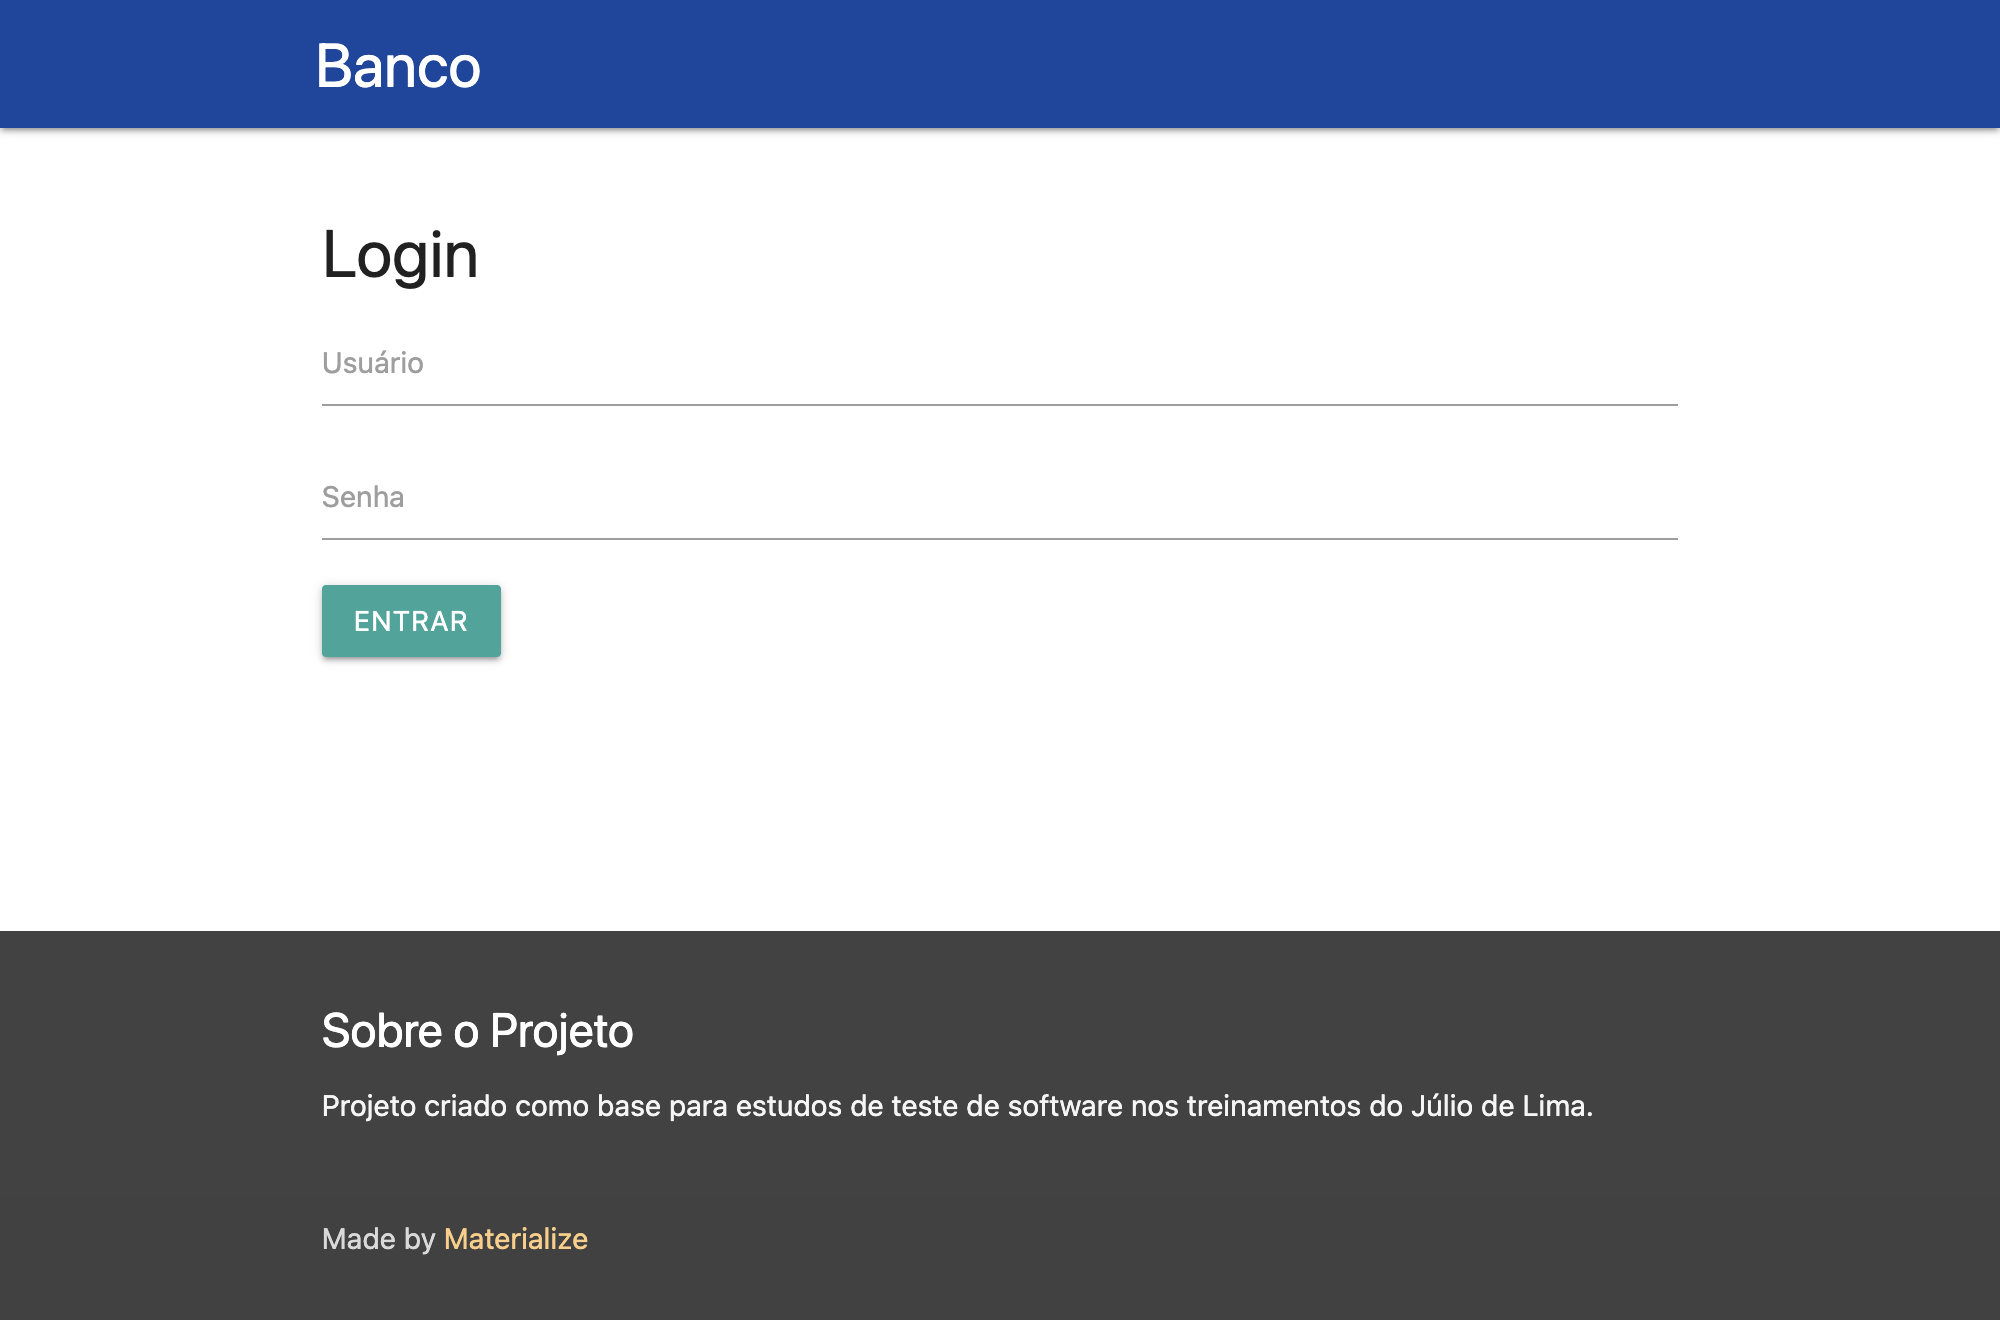 Banco
Login
Usuário
Senha
ENTRAR
Sobre o Projeto
Projeto criado como base para estudos de teste de software nos treinamentos do Júlio de Lima.
Made by Materialize